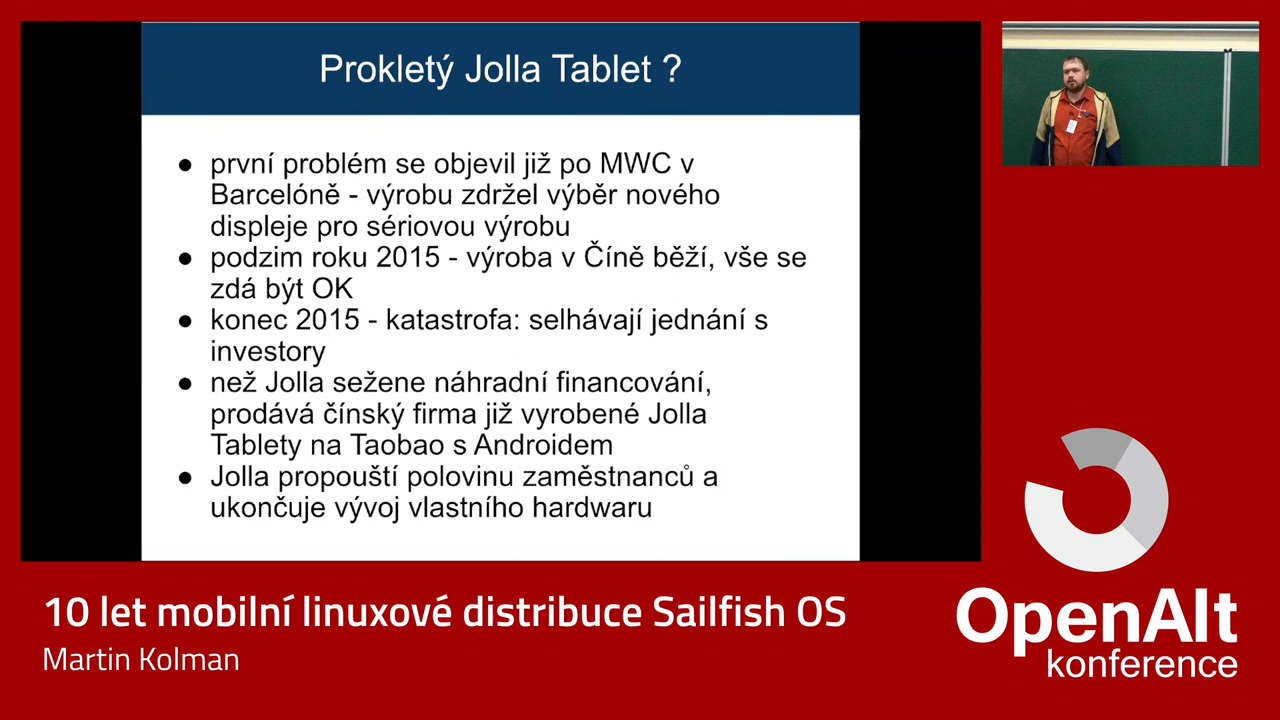 Prokletý Jolla Tablet ?
● první problém se objevil již po MWC v
Barcelóně - výrobu zdržel výběr nového
displeje pro sériovou výrobu
● podzim roku 2015 - výroba v Číně běží, vše se
zdá být OK
● konec 2015 - katastrofa: selhávají jednání s
investory
● než Jolla sežene náhradní financování,
prodává čínský firma již vyrobené Jolla
Tablety na Taobao s Androidem
● Jolla propouští polovinu zaměstnanců a
ukončuje vývoj vlastního hardwaru
10 let mobilní linuxové distribuce Sailfish OS
Martin Kolman
OpenAlt
konference